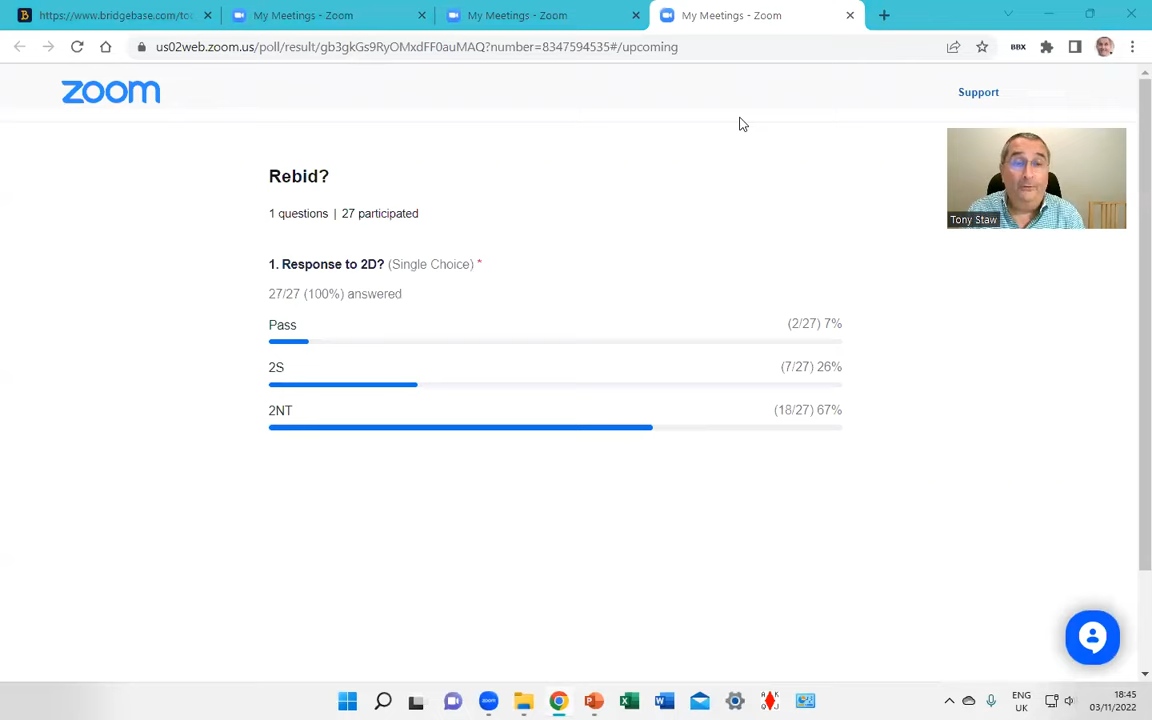 https://www.bridgebase.com/too
My Meetings - Zoom
My Meetings - Zoom
My Meetings - Zoom
us02web.zoom.us/poll/result/gb3gkGs9RyOMxdFF0auMAQ?number=8347594535#/upcoming
BBX
zoom
Support
Rebid?
1 questions | 27 participated
Tony Staw
1. Response to 2D? (Single Choice) *
27/27 (100%) answered
Pass (2/27) 7%
2S (7/27) 26%
2NT (18/27) 67%
ENG
UK
18:45
03/11/2022